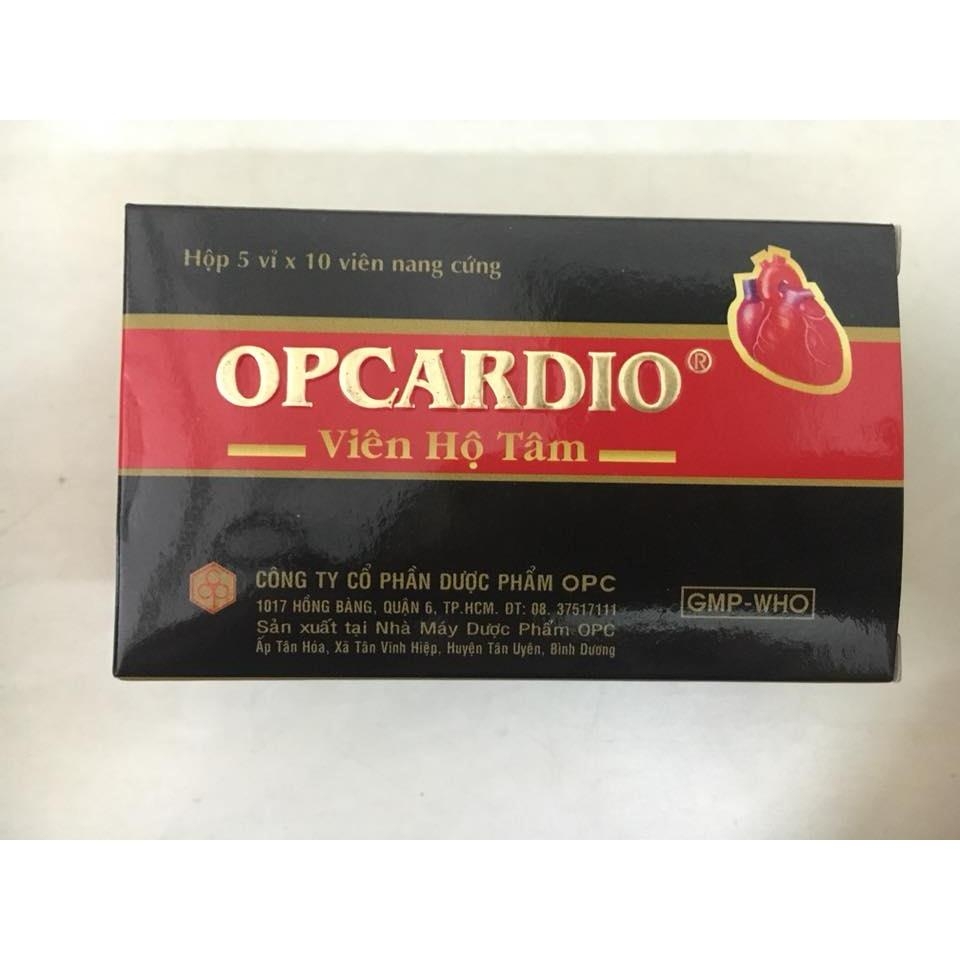 Hộp 5 vỉ x 10 viên nang cứng
OPCARDIO®
Viên Hộ Tâm
CÔNG TY CỔ PHẦN DƯỢC PHẨM OPC
1017 HỒNG BÀNG, QUẬN 6, TP.HCM. ĐT: 08. 37517111
GMP-WHO
Sản xuất tại Nhà Máy Dược Phẩm OPC
Ấp Tân Hóa, Xã Tân Vĩnh Hiệp, Huyện Tân Uyên, Bình Dương